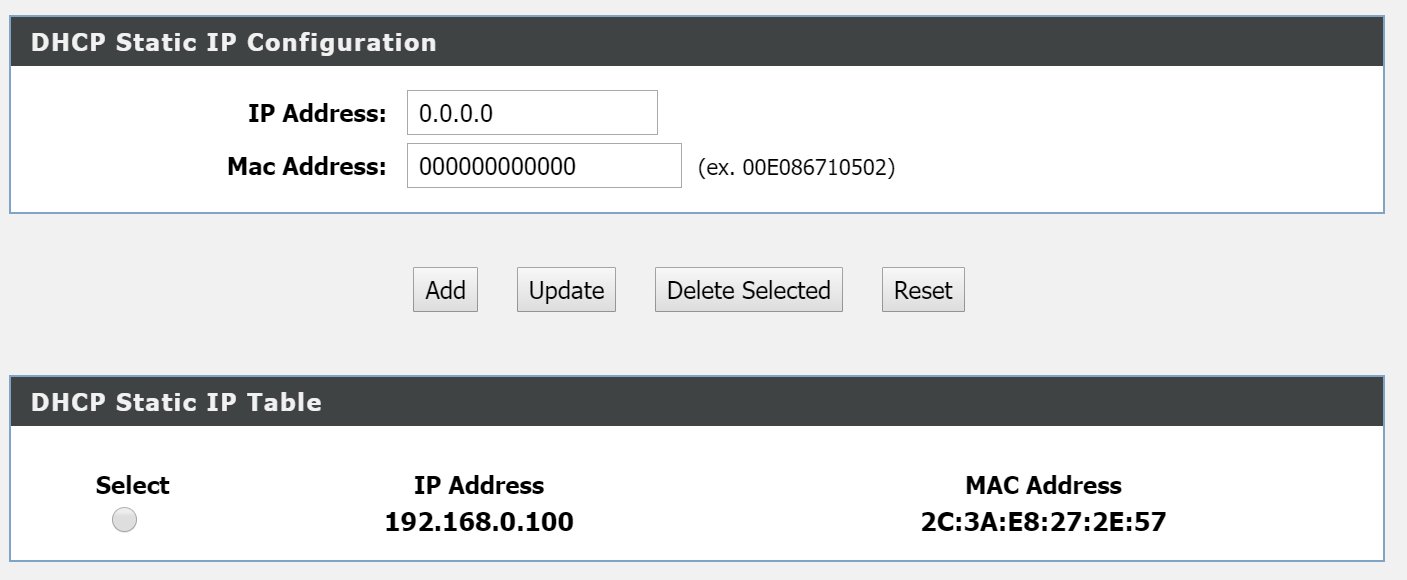 DHCP Static IP Configuration
IP Address: 0.0.0.0
Mac Address: 000000000000 (ex. 00E086710502)
Add Update Delete Selected Reset
DHCP Static IP Table
Select IP Address MAC Address
192.168.0.100 2C:3A:E8:27:2E:57